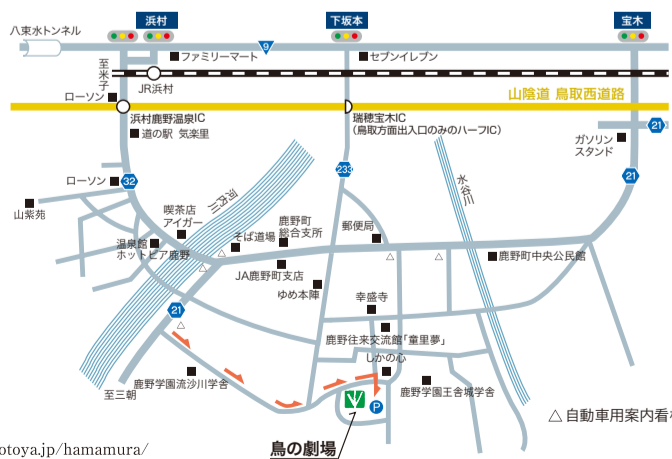 浜村
下坂本
宝木
八束水トンネル
9
ファミリーマート
セブンイレブン
至米子
JR浜村
ローソン
山陰道 鳥取西道路
浜村鹿野温泉IC
瑞穂宝木IC
(鳥取方面出入口のみのハーフIC)
道の駅 気楽里
21
ガソリン
スタンド
ローソン
32
233
21
水谷川
河内川
山紫苑
喫茶店
アイガー
鹿野町
総合支所
郵便局
そば道場
温泉館
ホットピア鹿野
JA鹿野町支店
鹿野町中央公民館
ゆめ本陣
21
幸盛寺
鹿野往来交流館「童里夢」
しかの心
鹿野学園流沙川学舎
鹿野学園王舎城学舎
至三朝
P
△自動車用案内看
otoya.jp/hamamura/
鳥の劇場